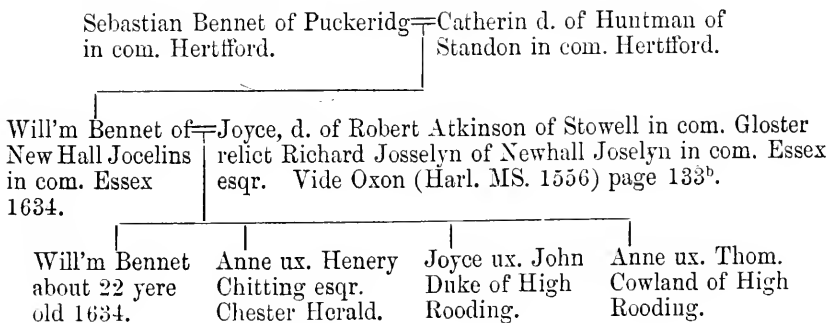 Sebastian Bennet of Puckeridg
in com. Hertfford.
Catherin d. of Huntman of
Standon in com. Hertfford.
Will'm Bennet of
New Hall Jocelins
in com. Essex
1634.
Joyce, d. of Robert Atkinson of Stowell in com. Gloster
relict Richard Josselyn of Newhall Joselyn in com. Essex
esqr. Vide Oxon (Harl. MS. 1556) page 133ᵇ.
Will'm Bennet
about 22 yere
old 1634.
Anne ux. Henery
Chitting esqr.
Chester Herald.
Joyce ux. John
Duke of High
Rooding.
Anne ux. Thom.
Cowland of High
Rooding.